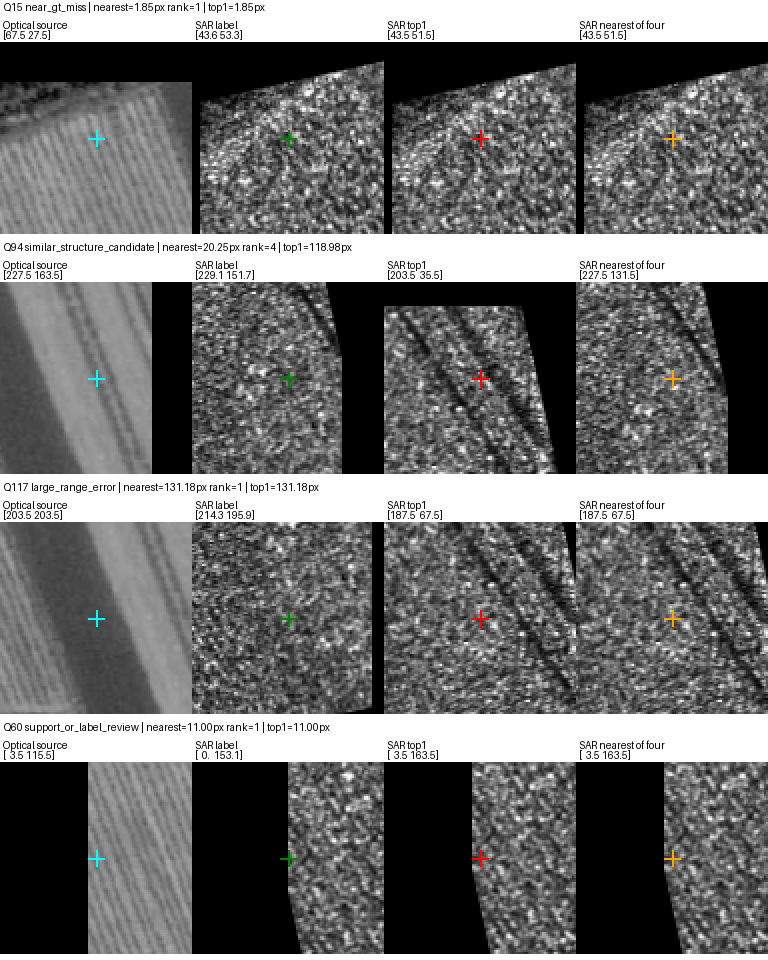 Q15 near_gt_miss | nearest=1.85px rank=1 | top1=1.85px
Optical source SAR label SAR top1 SAR nearest of four
[67.5 27.5] [43.6 53.3] [43.5 51.5] [43.5 51.5]
Q94 similar_structure_candidate | nearest=20.25px rank=4 | top1=118.98px
Optical source SAR label SAR top1 SAR nearest of four
[227.5 163.5] [229.1 151.7] [203.5 35.5] [227.5 131.5]
Q117 large_range_error | nearest=131.18px rank=1 | top1=131.18px
Optical source SAR label SAR top1 SAR nearest of four
[203.5 203.5] [214.3 195.9] [187.5 67.5] [187.5 67.5]
Q60 support_or_label_review | nearest=11.00px rank=1 | top1=11.00px
Optical source SAR label SAR top1 SAR nearest of four
[ 3.5 115.5] [ 0. 153.1] [ 3.5 163.5] [ 3.5 163.5]